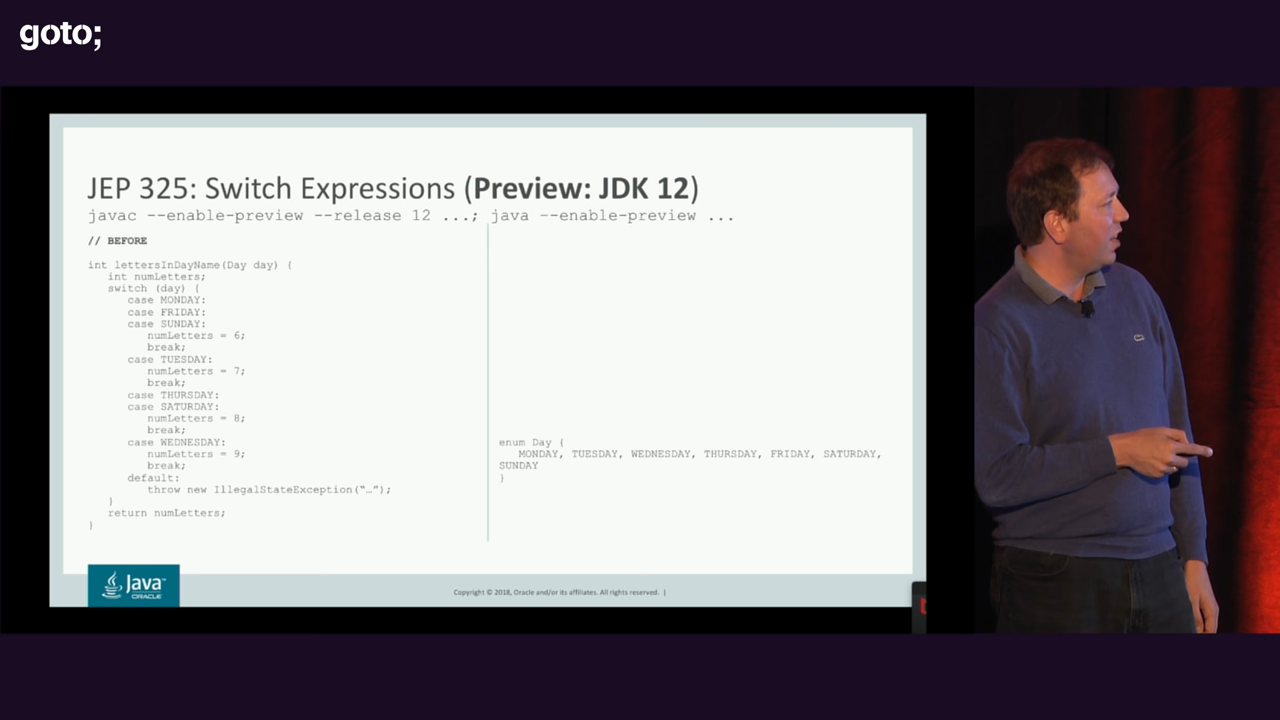 goto;
JEP 325: Switch Expressions (Preview: JDK 12)
javac --enable-preview --release 12 ...; java --enable-preview ...
// BEFORE
int lettersInDayName(Day day) {
int numLetters;
switch (day) {
case MONDAY:
case FRIDAY:
case SUNDAY:
numLetters = 6;
break;
case TUESDAY:
numLetters = 7;
break;
case THURSDAY:
case SATURDAY:
numLetters = 8;
break;
case WEDNESDAY:
numLetters = 9;
break;
default:
throw new IllegalStateException("…");
}
return numLetters;
}
enum Day {
MONDAY, TUESDAY, WEDNESDAY, THURSDAY, FRIDAY, SATURDAY,
SUNDAY
}
Java™
ORACLE
Copyright © 2018, Oracle and/or its affiliates. All rights reserved. |